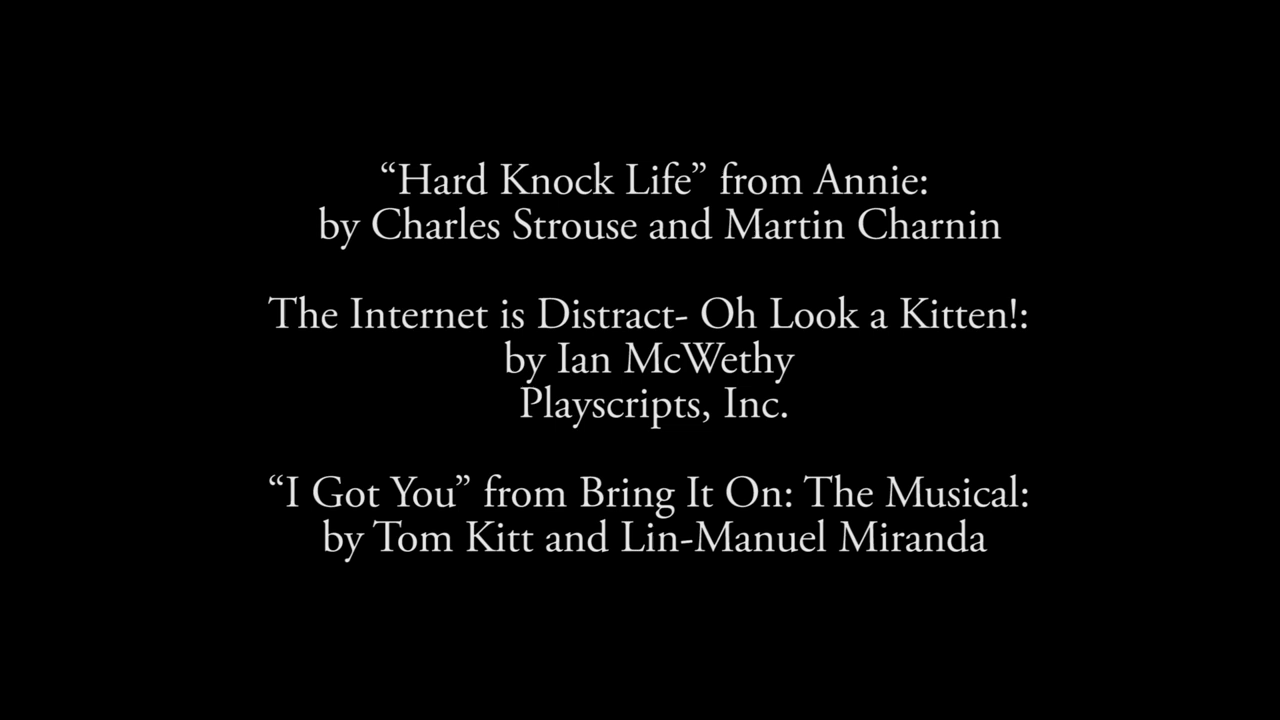 “Hard Knock Life” from Annie:
by Charles Strouse and Martin Charnin
The Internet is Distract- Oh Look a Kitten!:
by Ian McWethy
Playscripts, Inc.
“I Got You” from Bring It On: The Musical:
by Tom Kitt and Lin-Manuel Miranda